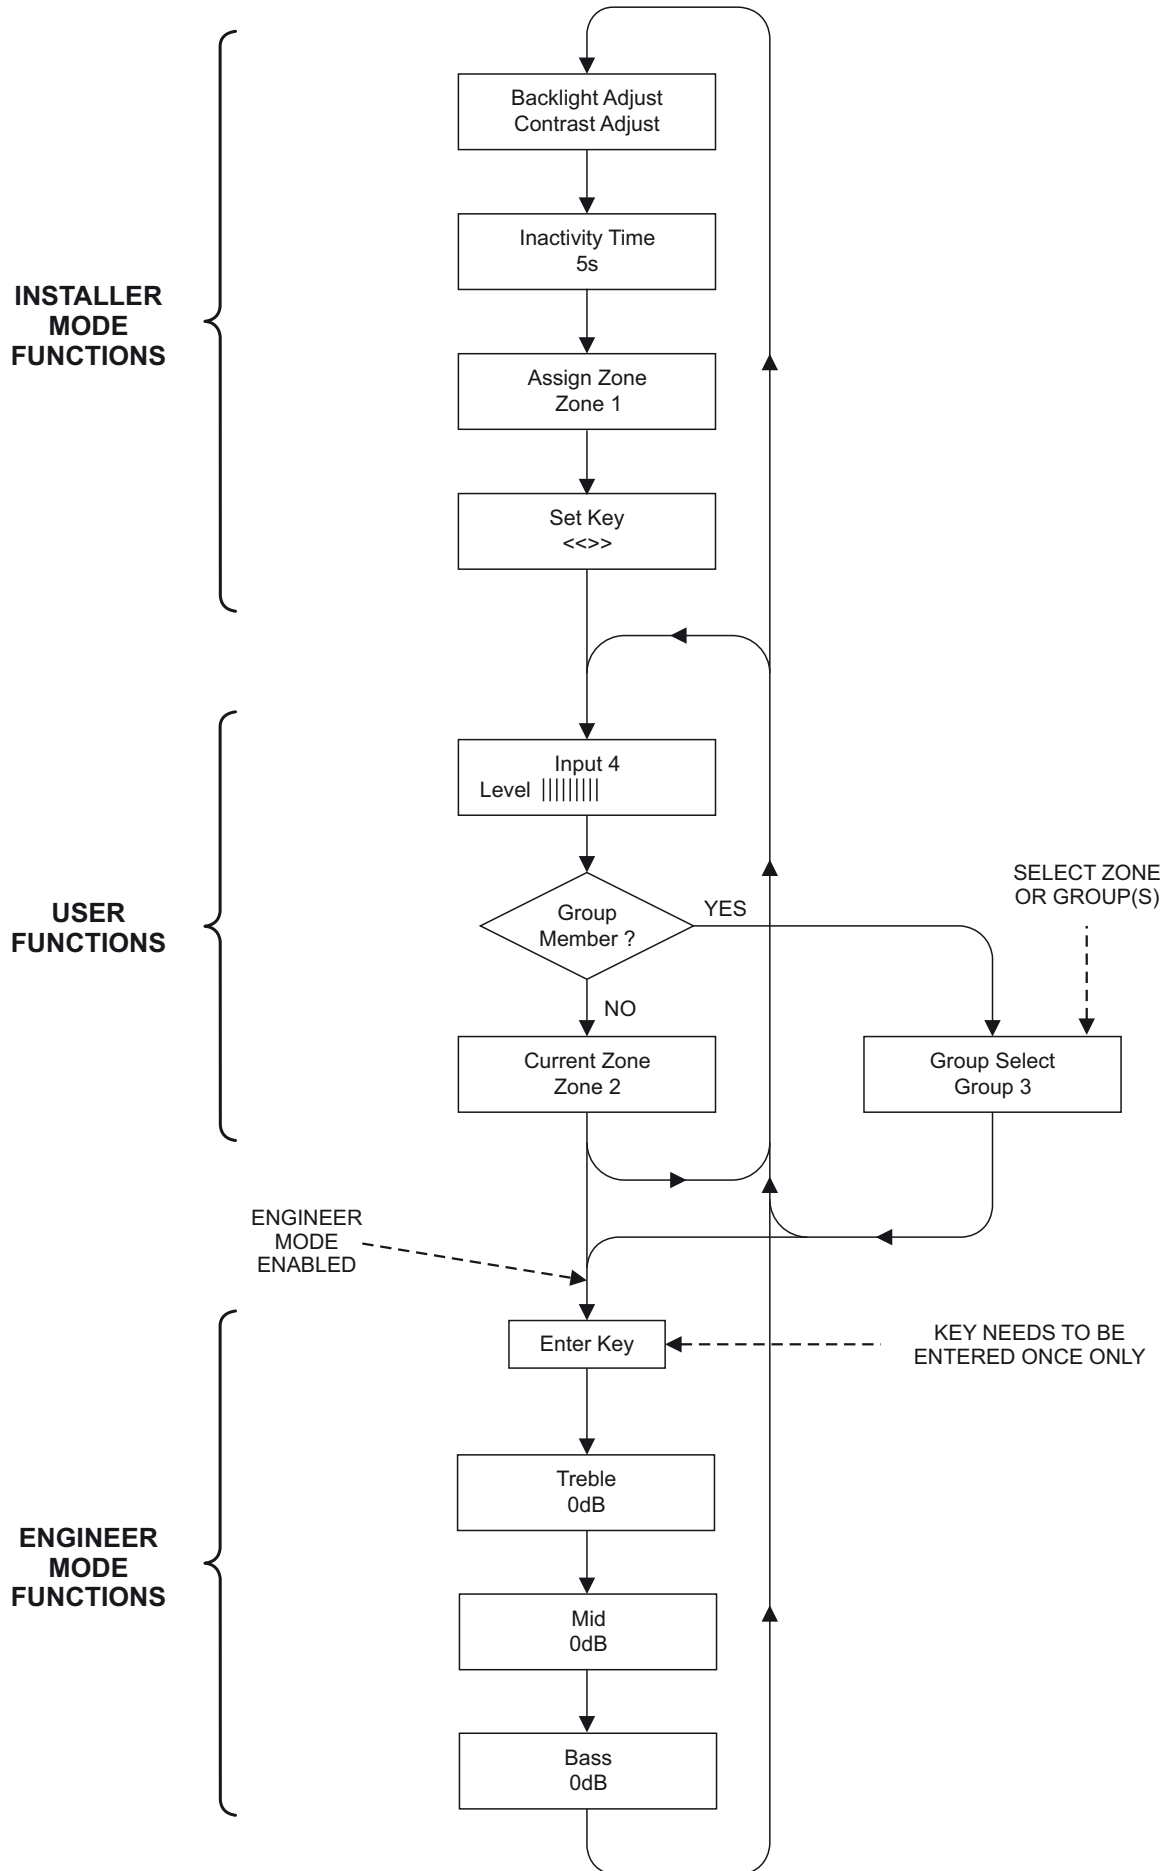 Backlight Adjust
Contrast Adjust
Inactivity Time
5s
INSTALLER
MODE
FUNCTIONS
Assign Zone
Zone 1
Set Key
<<>>
Input 4
Level |||||||||
SELECT ZONE
OR GROUP(S)
USER
FUNCTIONS
Group
Member ?
YES
NO
Current Zone
Zone 2
Group Select
Group 3
ENGINEER
MODE
ENABLED
Enter Key
KEY NEEDS TO BE
ENTERED ONCE ONLY
Treble
0dB
ENGINEER
MODE
FUNCTIONS
Mid
0dB
Bass
0dB